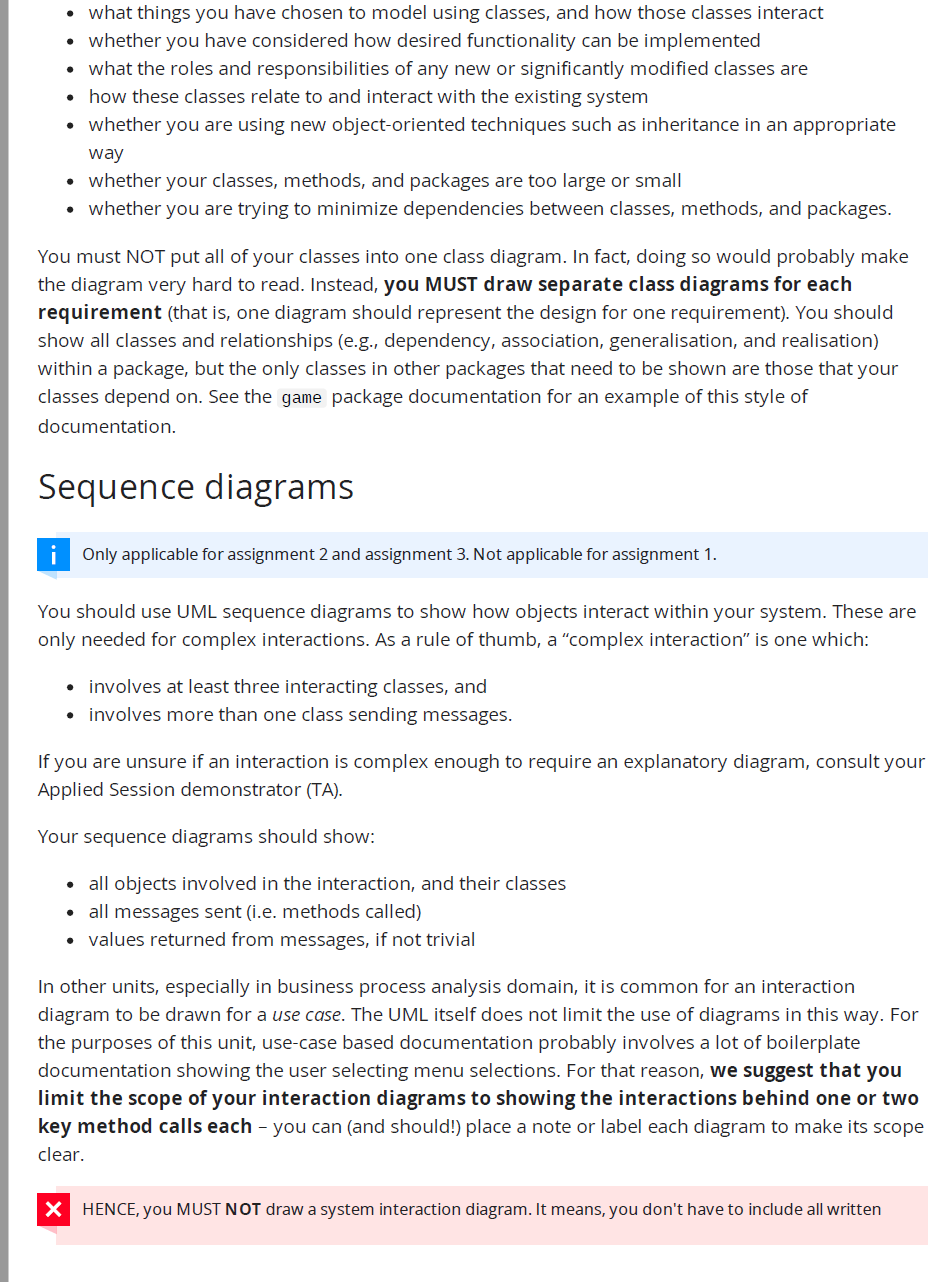 • what things you have chosen to model using classes, and how those classes interact
• whether you have considered how desired functionality can be implemented
• what the roles and responsibilities of any new or significantly modified classes are
• how these classes relate to and interact with the existing system
• whether you are using new object-oriented techniques such as inheritance in an appropriate
way
• whether your classes, methods, and packages are too large or small
• whether you are trying to minimize dependencies between classes, methods, and packages.
You must NOT put all of your classes into one class diagram. In fact, doing so would probably make
the diagram very hard to read. Instead, you MUST draw separate class diagrams for each
requirement (that is, one diagram should represent the design for one requirement). You should
show all classes and relationships (e.g., dependency, association, generalisation, and realisation)
within a package, but the only classes in other packages that need to be shown are those that your
classes depend on. See the game package documentation for an example of this style of
documentation.
Sequence diagrams
Only applicable for assignment 2 and assignment 3. Not applicable for assignment 1.
You should use UML sequence diagrams to show how objects interact within your system. These are
only needed for complex interactions. As a rule of thumb, a “complex interaction” is one which:
• involves at least three interacting classes, and
• involves more than one class sending messages.
If you are unsure if an interaction is complex enough to require an explanatory diagram, consult your
Applied Session demonstrator (TA).
Your sequence diagrams should show:
• all objects involved in the interaction, and their classes
• all messages sent (i.e. methods called)
• values returned from messages, if not trivial
In other units, especially in business process analysis domain, it is common for an interaction
diagram to be drawn for a use case. The UML itself does not limit the use of diagrams in this way. For
the purposes of this unit, use-case based documentation probably involves a lot of boilerplate
documentation showing the user selecting menu selections. For that reason, we suggest that you
limit the scope of your interaction diagrams to showing the interactions behind one or two
key method calls each – you can (and should!) place a note or label each diagram to make its scope
clear.
HENCE, you MUST NOT draw a system interaction diagram. It means, you don't have to include all written